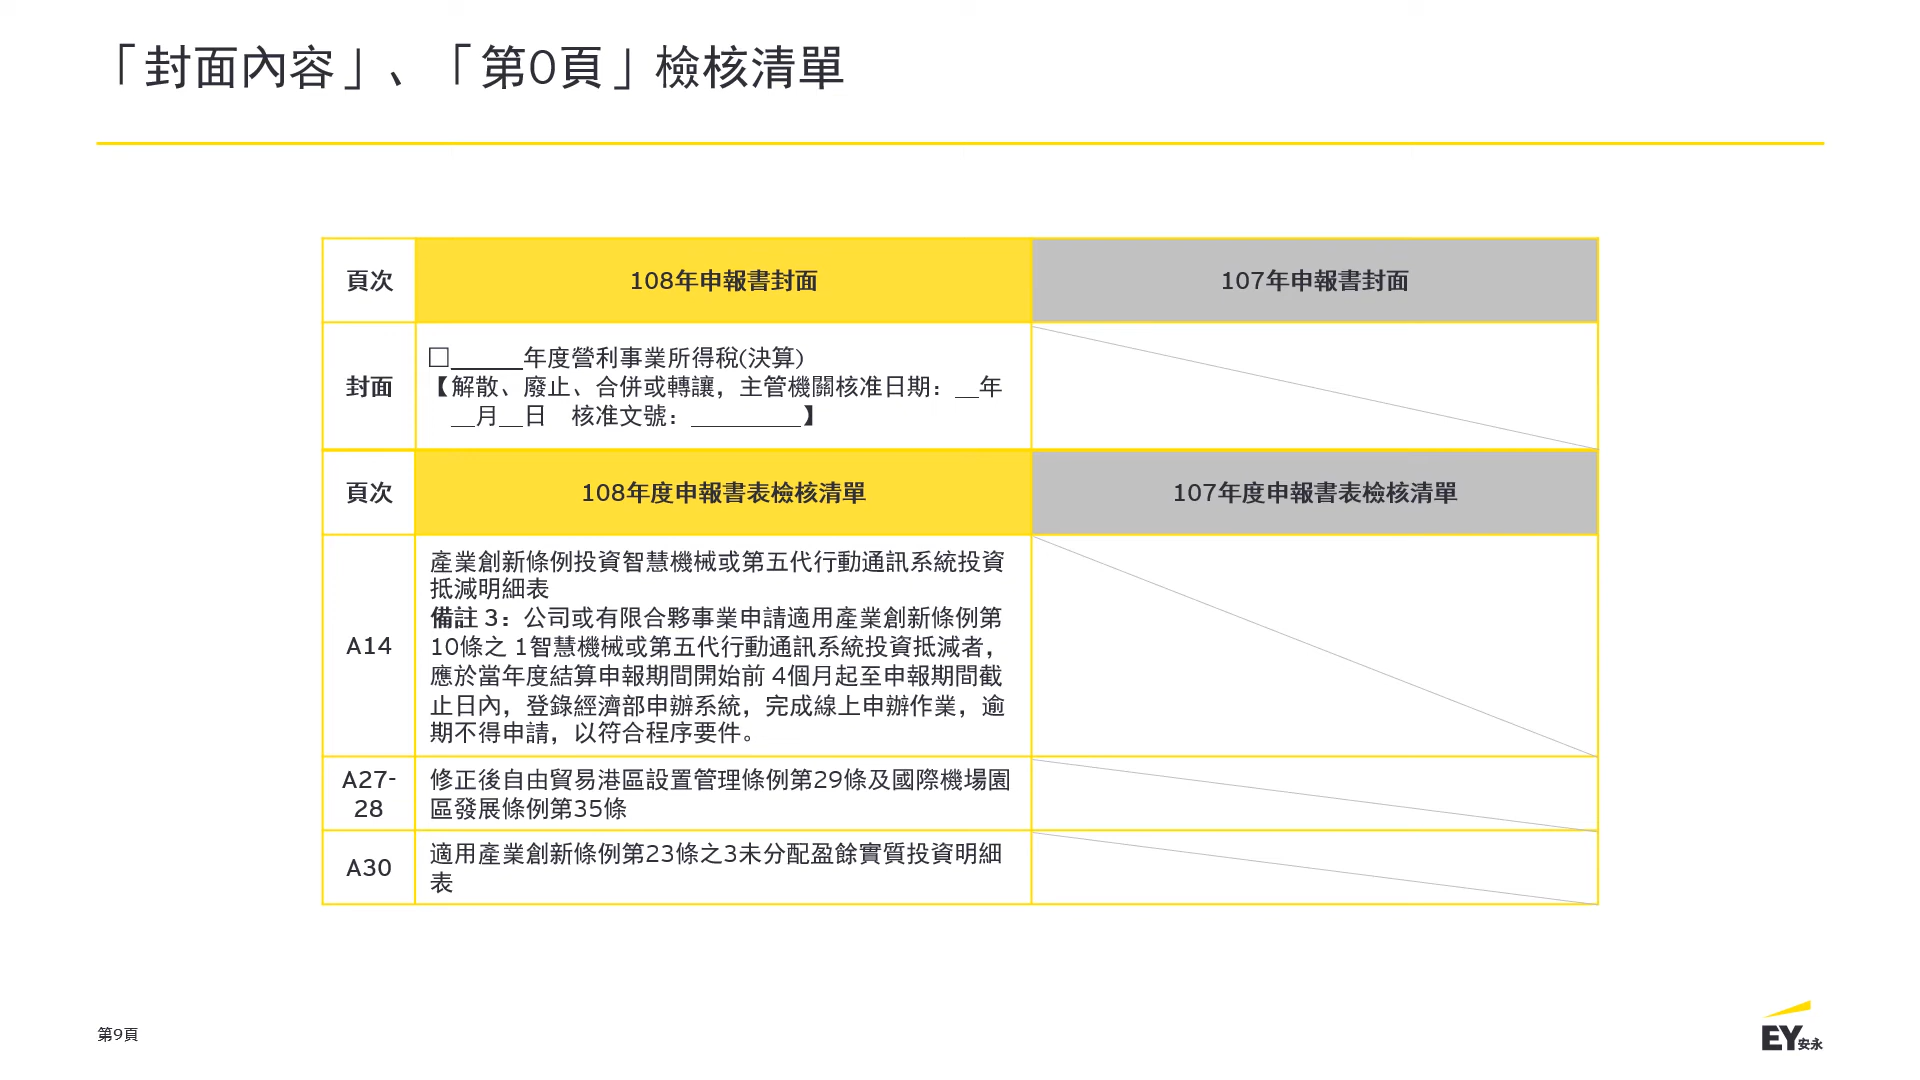 「封面內容」、「第0頁」檢核清單
頁次
108年申報書封面
107年申報書封面
封面
□______年度營利事業所得稅(決算)
【解散、廢止、合併或轉讓，主管機關核准日期：__年
__月__日　核准文號：_________】
頁次
108年度申報書表檢核清單
107年度申報書表檢核清單
A14
產業創新條例投資智慧機械或第五代行動通訊系統投資
抵減明細表
備註 3：公司或有限合夥事業申請適用產業創新條例第
10條之 1智慧機械或第五代行動通訊系統投資抵減者，
應於當年度結算申報期間開始前 4個月起至申報期間截
止日內，登錄經濟部申辦系統，完成線上申辦作業，逾
期不得申請，以符合程序要件。
A27-
28
修正後自由貿易港區設置管理條例第29條及國際機場園
區發展條例第35條
A30
適用產業創新條例第23條之3未分配盈餘實質投資明細
表
第9頁
EY安永